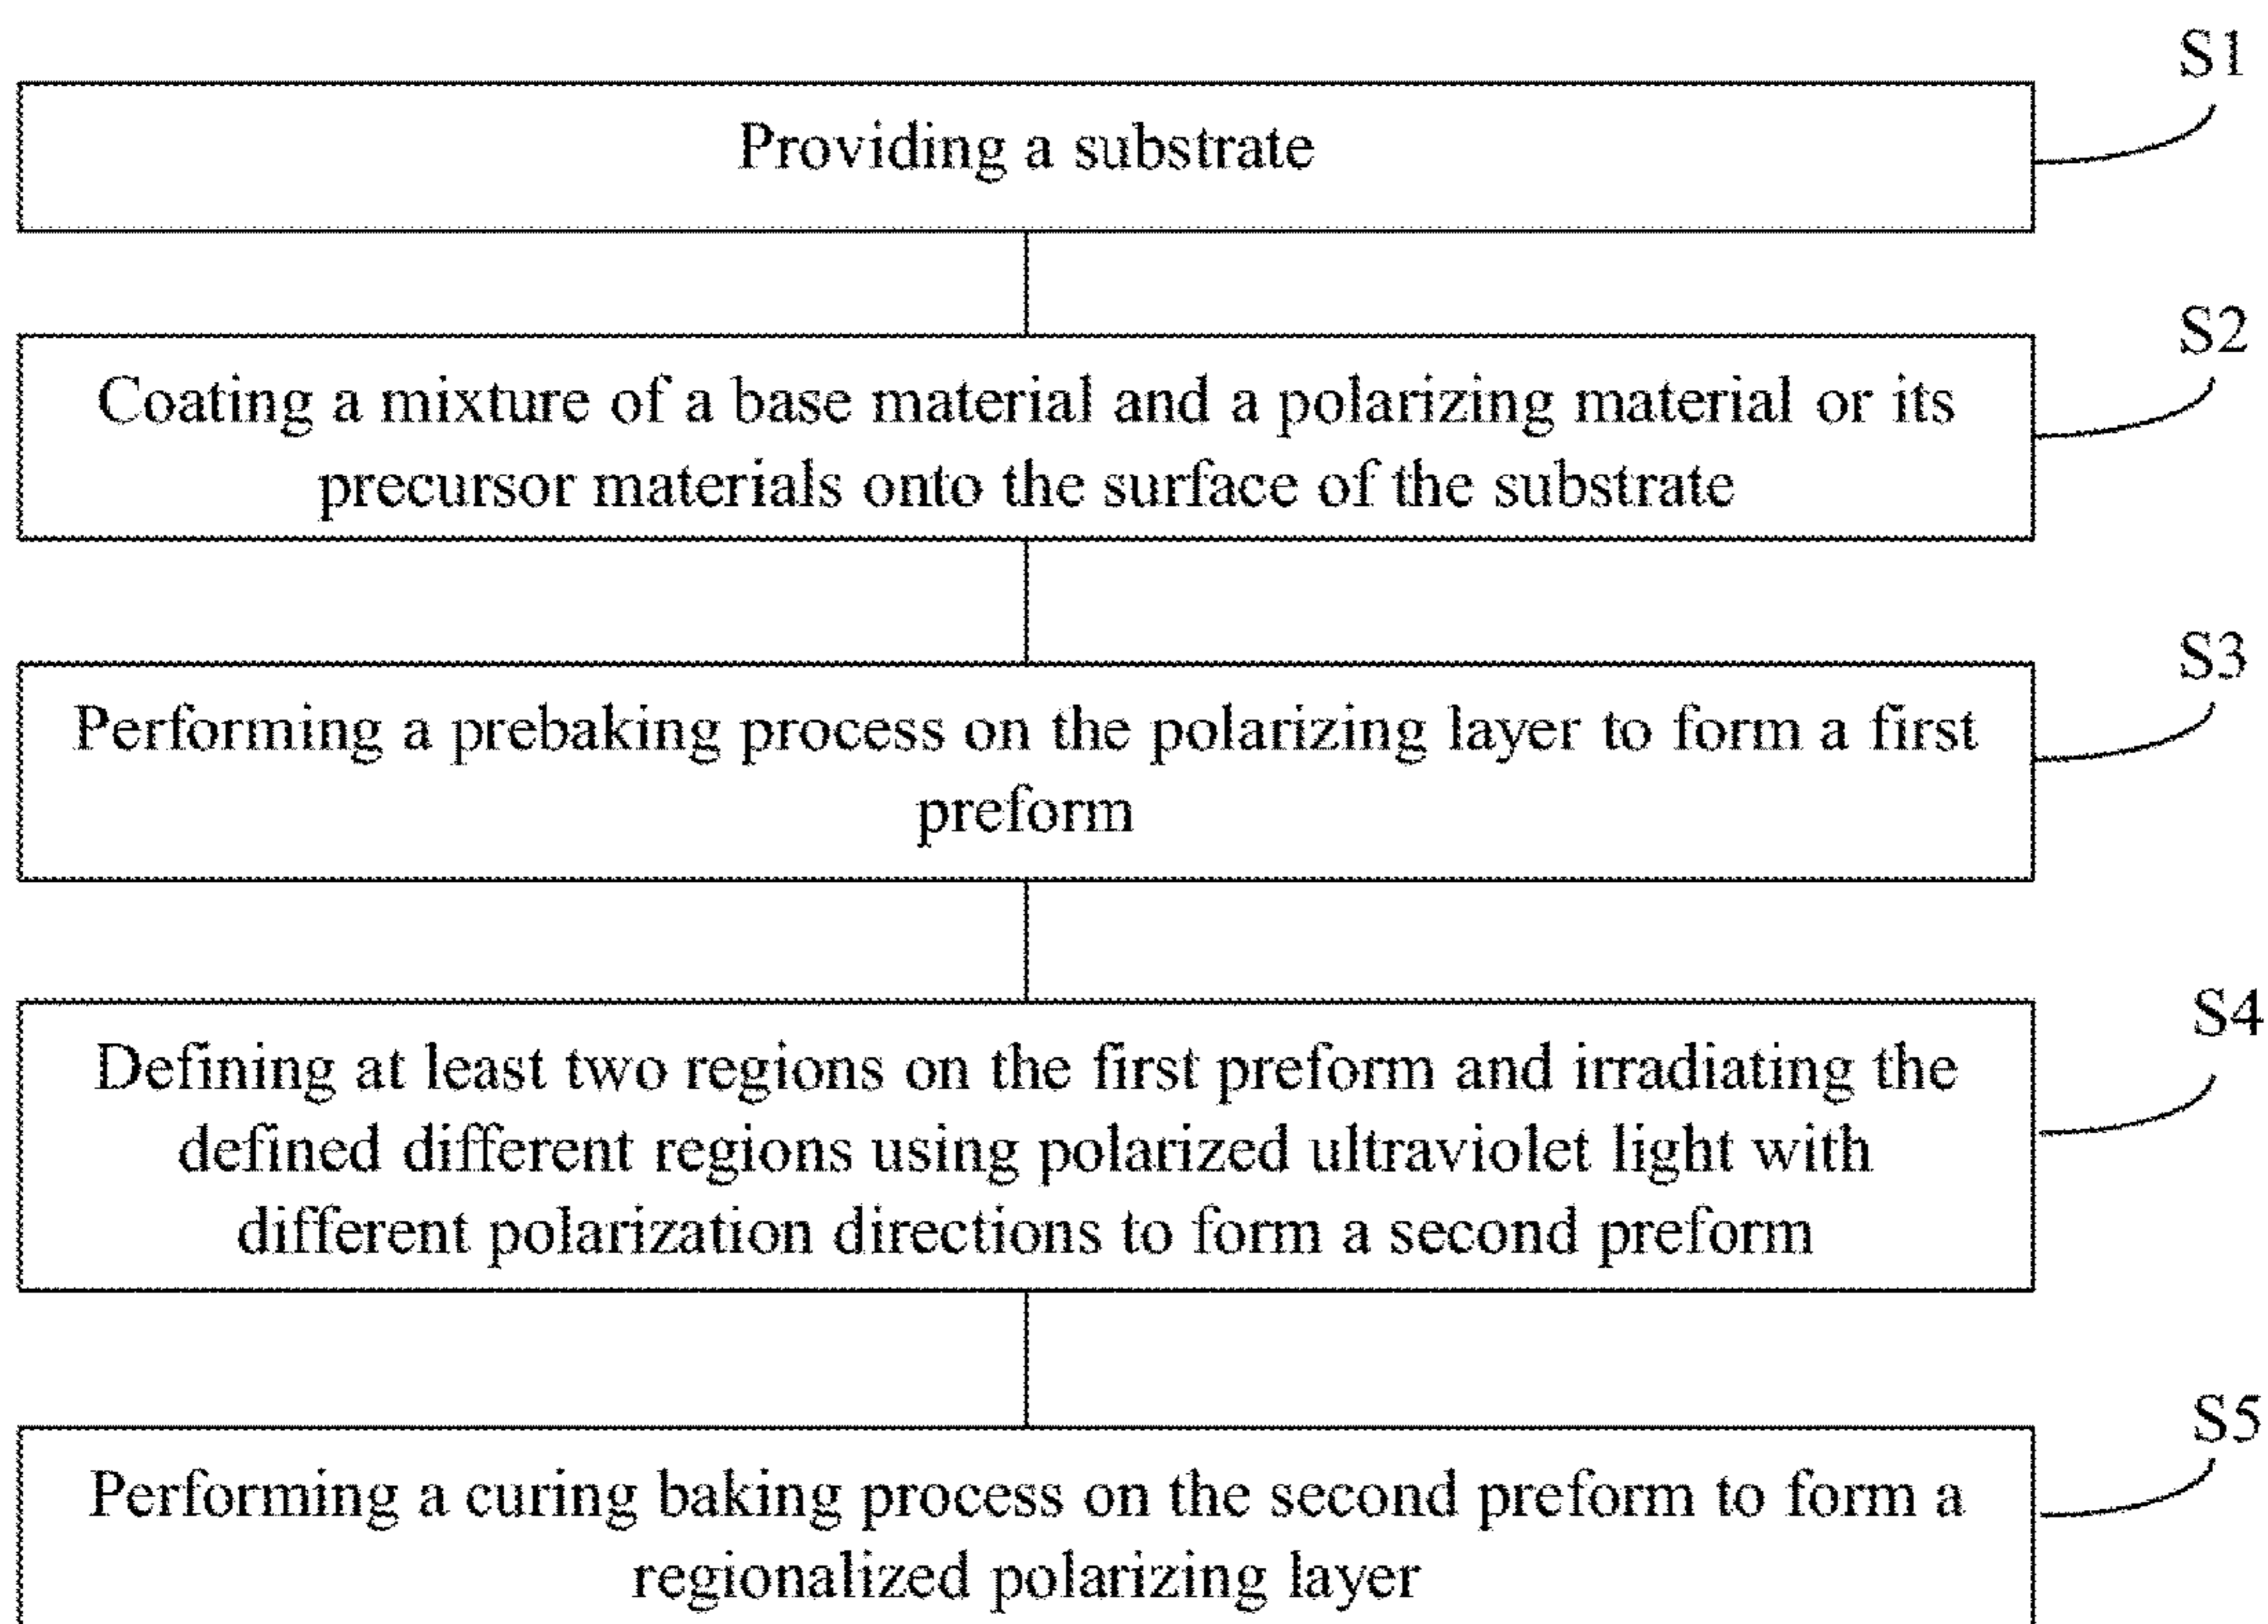 S1
Providing a substrate
S2
Coating a mixture of a base material and a polarizing material or its
precursor materials onto the surface of the substrate
S3
Performing a prebaking process on the polarizing layer to form a first
preform
S4
Defining at least two regions on the first preform and irradiating the
defined different regions using polarized ultraviolet light with
different polarization directions to form a second preform
S5
Performing a curing baking process on the second preform to form a
regionalized polarizing layer